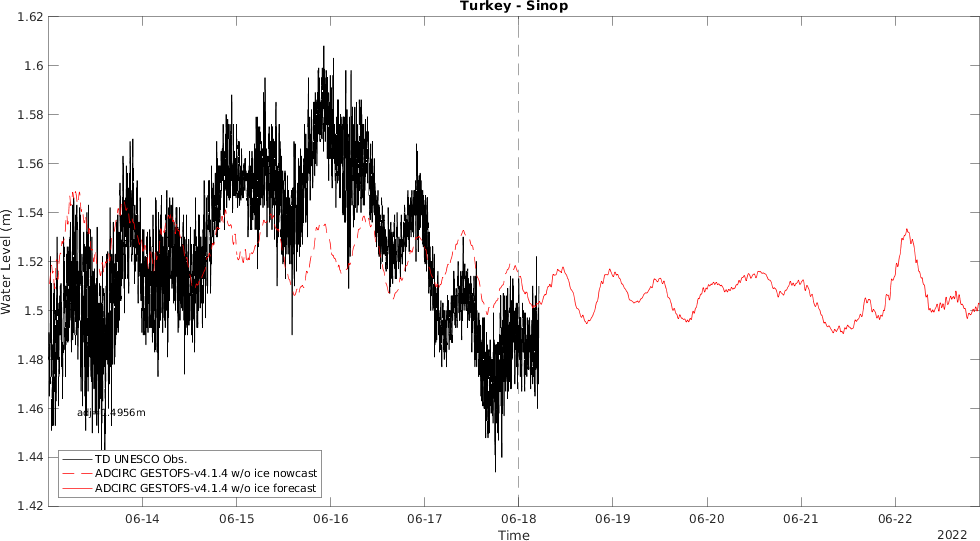 Turkey - Sinop
1.62
1.6
1.58
1.56
1.54
1.52
1.5
1.48
1.46
1.44
1.42
Water Level (m)
adj=1.4956m
TD UNESCO Obs.
ADCIRC GESTOFS-v4.1.4 w/o ice nowcast
ADCIRC GESTOFS-v4.1.4 w/o ice forecast
06-14 06-15 06-16 06-17 06-18 06-19 06-20 06-21 06-22
Time
2022